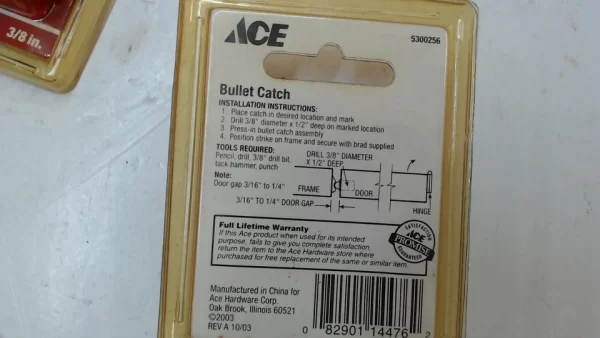 3/8 in.
ACE
5300256
Bullet Catch
INSTALLATION INSTRUCTIONS:
1. Place catch in desired location and mark
2. Drill 3/8" diameter x 1/2" deep on marked location
3. Press-in bullet catch assembly
4. Position strike on frame and secure with brad supplied
TOOLS REQUIRED:
Pencil, drill, 3/8" drill bit,
tack hammer, punch
Note:
Door gap 3/16" to 1/4"
DRILL 3/8" DIAMETER
X 1/2" DEEP
FRAME
DOOR
3/16" TO 1/4" DOOR GAP
HINGE
Full Lifetime Warranty
If this Ace product when used for its intended
purpose, fails to give you complete satisfaction,
return the item to the Ace Hardware store where
purchased for free replacement of the same or similar item.
SATISFACTION
ACE
PROMISE
GUARANTEED
Manufactured in China for
Ace Hardware Corp.
Oak Brook, Illinois 60521
©2003
REV A 10/03
0 82901 14476 2